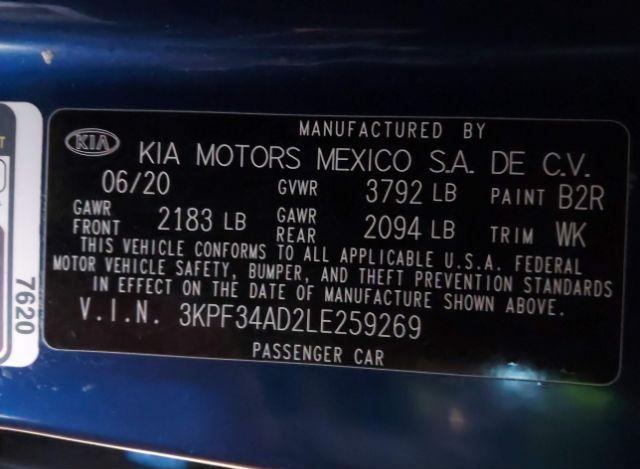 MANUFACTURED BY
KIA KIA MOTORS MEXICO S.A. DE C.V.
06/20 GVWR 3792 LB PAINT B2R
GAWR FRONT 2183 LB GAWR REAR 2094 LB TRIM WK
THIS VEHICLE CONFORMS TO ALL APPLICABLE U.S.A. FEDERAL
MOTOR VEHICLE SAFETY, BUMPER, AND THEFT PREVENTION STANDARDS
IN EFFECT ON THE DATE OF MANUFACTURE SHOWN ABOVE.
V.I.N. 3KPF34AD2LE259269
PASSENGER CAR
7620